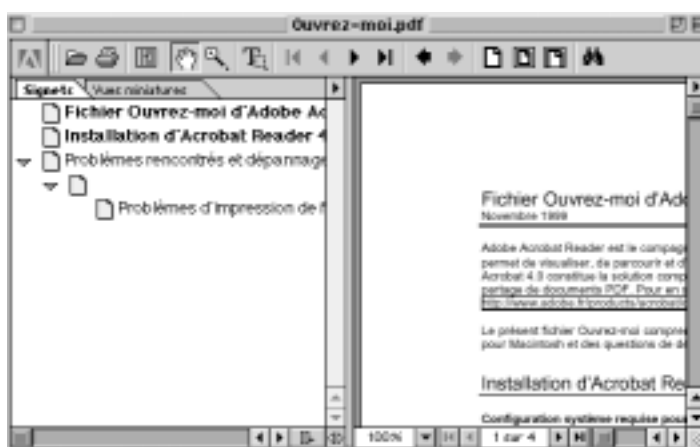 Ouvrez-moi.pdf
Signets Vues miniatures
Fichier Ouvrez-moi d'Adobe Ac
Installation d'Acrobat Reader 4
Problèmes rencontrés et dépannage
Problèmes d'impression de
Fichier Ouvrez-moi d'Ado
Novembre 1999
Adobe Acrobat Reader est le compag
permet de visualiser, de parcourir et d
Acrobat 4.0 constitue la solution comp
partage de documents PDF. Pour en
http://www.adobe.fr/products/acrobat
Le présent fichier Ouvrez-moi compre
pour Macintosh et des questions de dé
Installation d'Acrobat Re
Configuration système requise pou
100% 1 sur 4